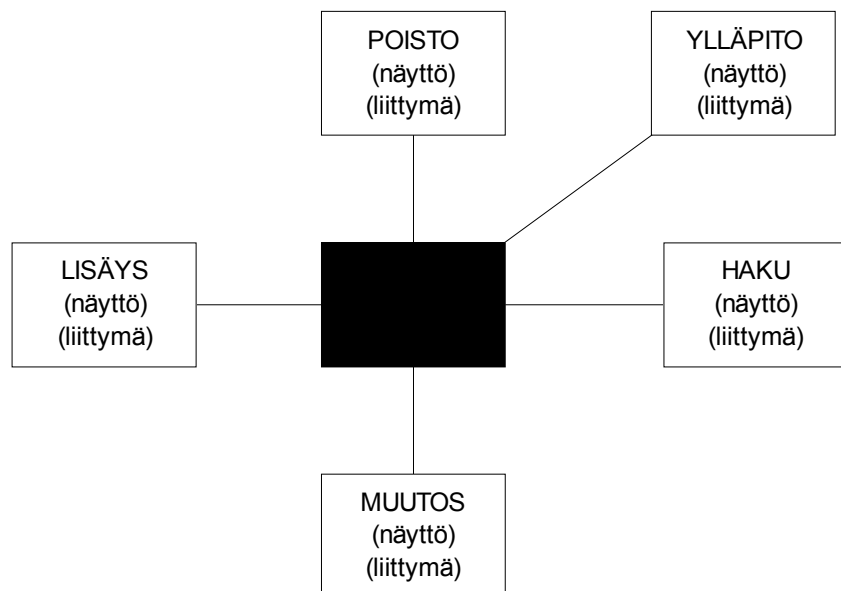 POISTO
(näyttö)
(liittymä)
YLLÄPITO
(näyttö)
(liittymä)
LISÄYS
(näyttö)
(liittymä)
HAKU
(näyttö)
(liittymä)
MUUTOS
(näyttö)
(liittymä)